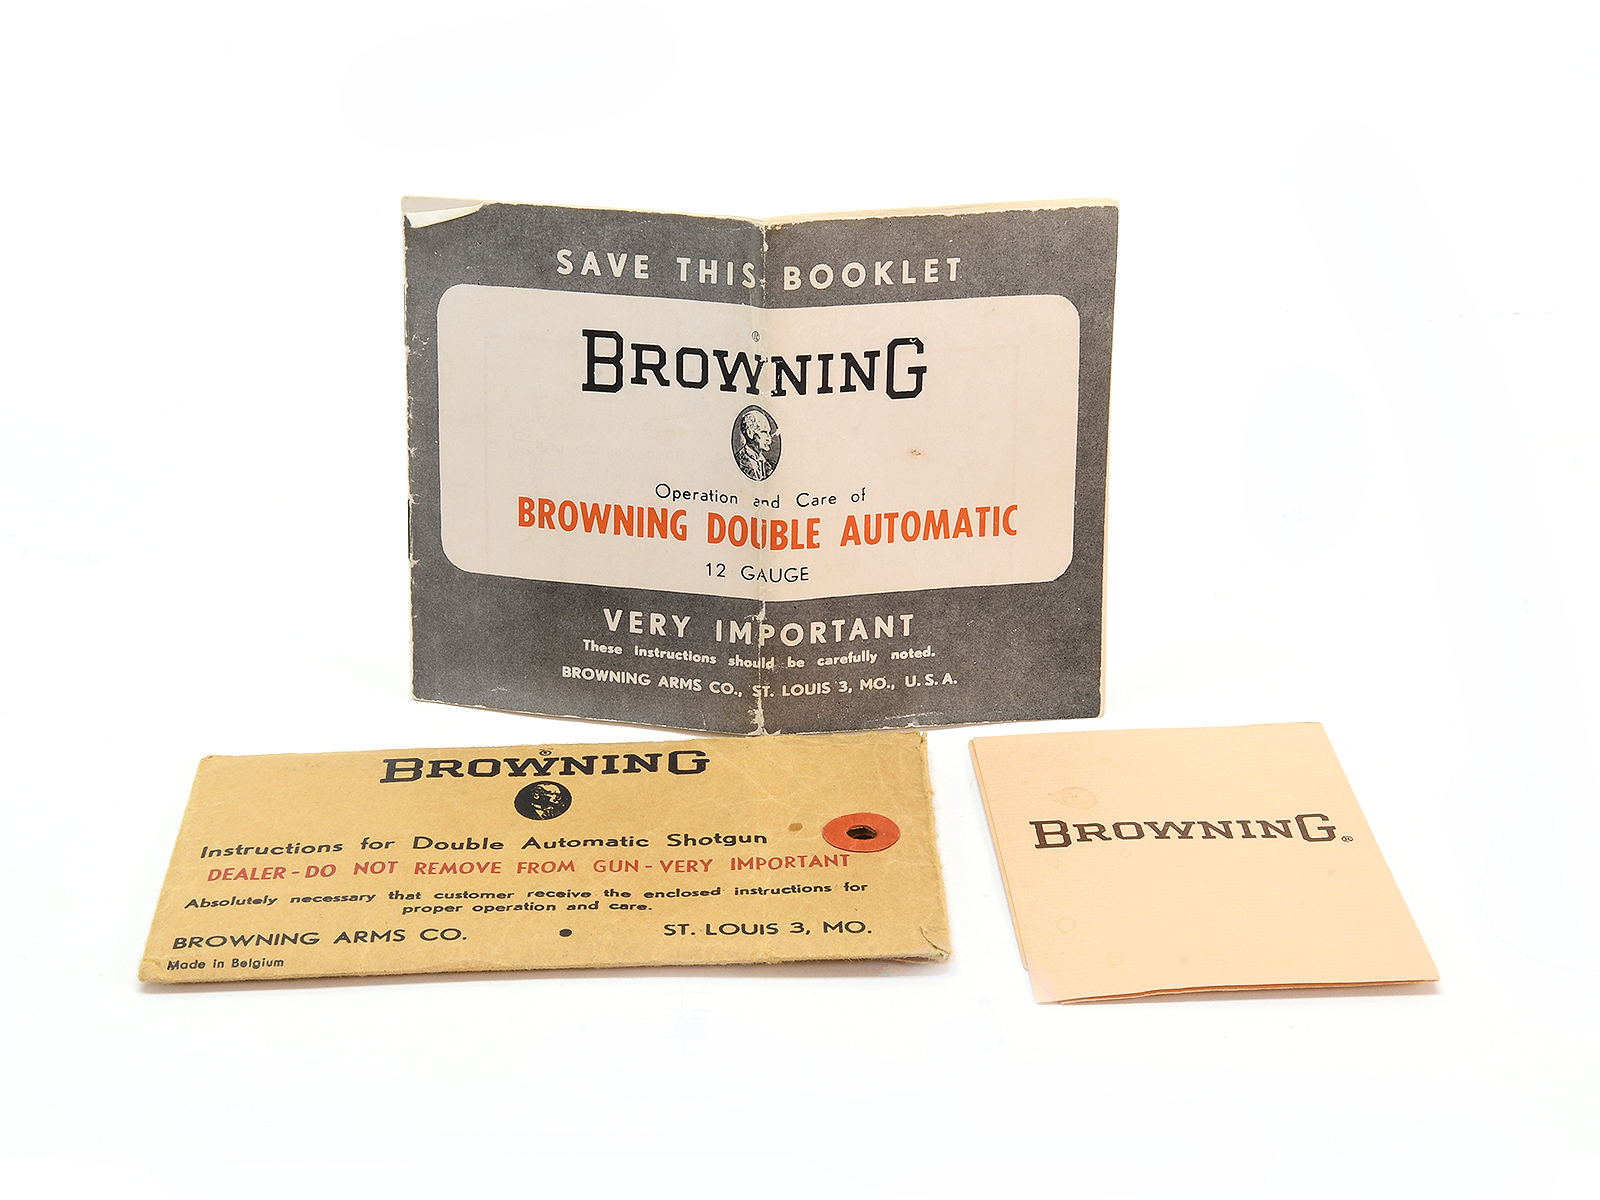 SAVE THIS BOOKLET
BROWNING®
Operation and Care of
BROWNING DOUBLE AUTOMATIC
12 GAUGE
VERY IMPORTANT
These instructions should be carefully noted.
BROWNING ARMS CO., ST. LOUIS 3, MO., U. S. A.
BROWNING®
Instructions for Double Automatic Shotgun
DEALER - DO NOT REMOVE FROM GUN - VERY IMPORTANT
Absolutely necessary that customer receive the enclosed instructions for
proper operation and care.
BROWNING ARMS CO. • ST. LOUIS 3, MO.
Made in Belgium
BROWNING®